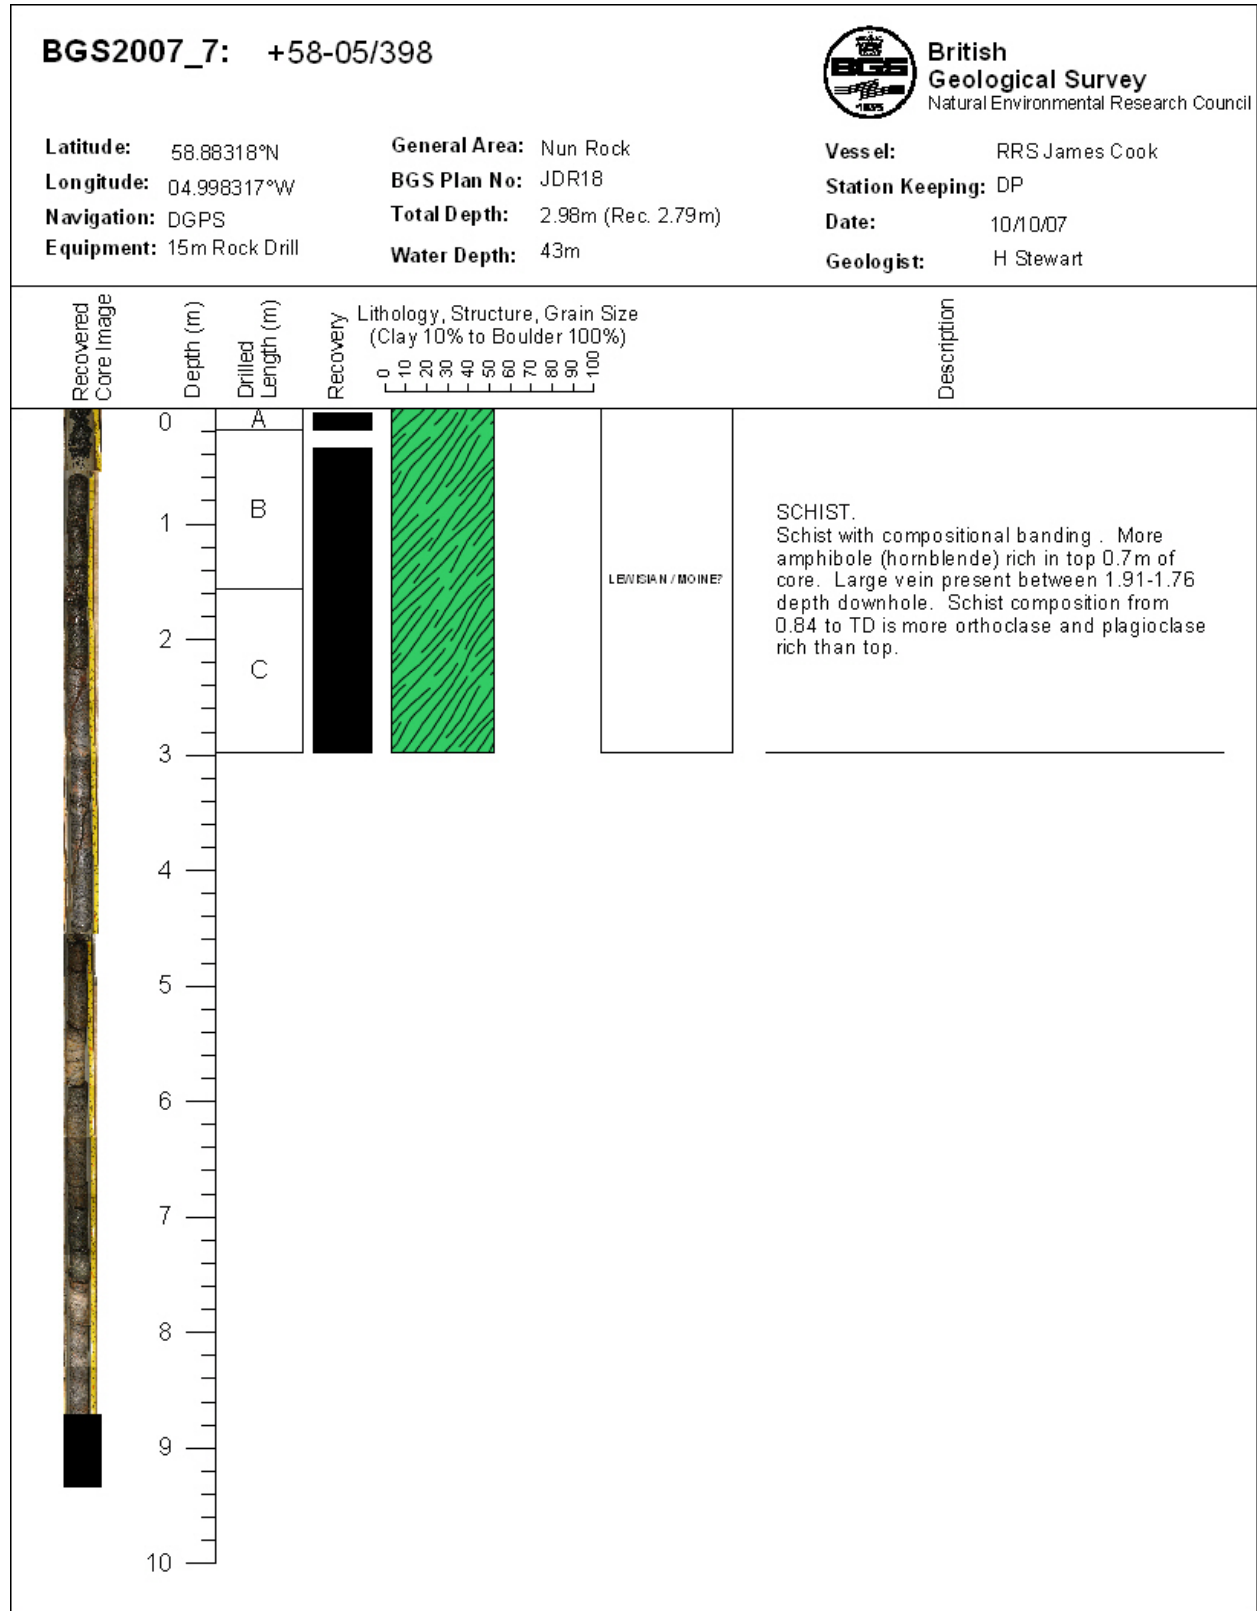 BGS2007_7: +58-05/398
BGS
1835
British
Geological Survey
Natural Environmental Research Council
Latitude: 58.88318°N
Longitude: 04.998317°W
Navigation: DGPS
Equipment: 15m Rock Drill
General Area: Nun Rock
BGS Plan No: JDR18
Total Depth: 2.98m (Rec. 2.79m)
Water Depth: 43m
Vessel: RRS James Cook
Station Keeping: DP
Date: 10/10/07
Geologist: H Stewart
Recovered
Core Image
Depth (m)
Drilled
Length (m)
Recovery
Lithology, Structure, Grain Size
(Clay 10% to Boulder 100%)
0 10 20 30 40 50 60 70 80 90 100
Description
0
1
2
3
4
5
6
7
8
9
10
A
B
C
LEWISIAN / MOINE?
SCHIST.
Schist with compositional banding . More
amphibole (hornblende) rich in top 0.7m of
core. Large vein present between 1.91-1.76
depth downhole. Schist composition from
0.84 to TD is more orthoclase and plagioclase
rich than top.